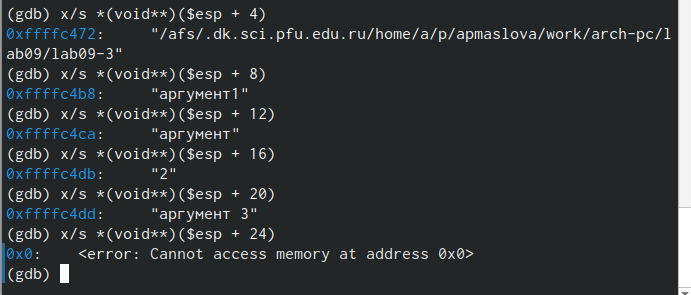 (gdb) x/s *(void**)($esp + 4)
0xffffc472:     "/afs/.dk.sci.pfu.edu.ru/home/a/p/apmaslova/work/arch-pc/l
ab09/lab09-3"
(gdb) x/s *(void**)($esp + 8)
0xffffc4b8:     "аргумент1"
(gdb) x/s *(void**)($esp + 12)
0xffffc4ca:     "аргумент"
(gdb) x/s *(void**)($esp + 16)
0xffffc4db:     "2"
(gdb) x/s *(void**)($esp + 20)
0xffffc4dd:     "аргумент 3"
(gdb) x/s *(void**)($esp + 24)
0x0:    <error: Cannot access memory at address 0x0>
(gdb)